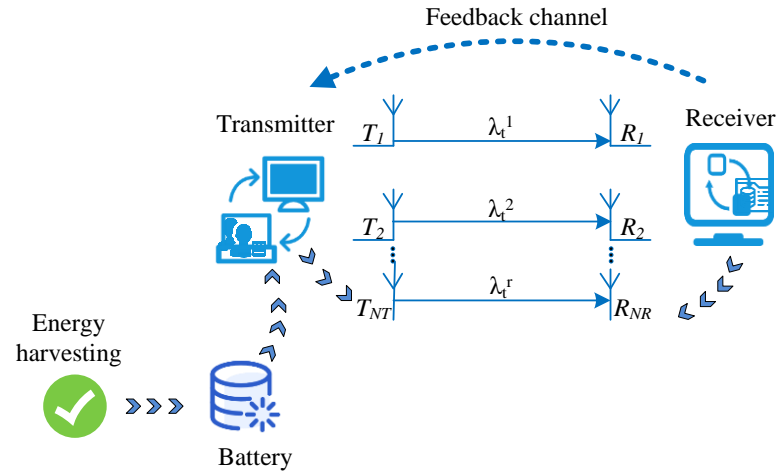 Feedback channel
Transmitter
Receiver
T1 λt1 R1
T2 λt2 R2
TNT λtr RNR
Energy
harvesting
Battery